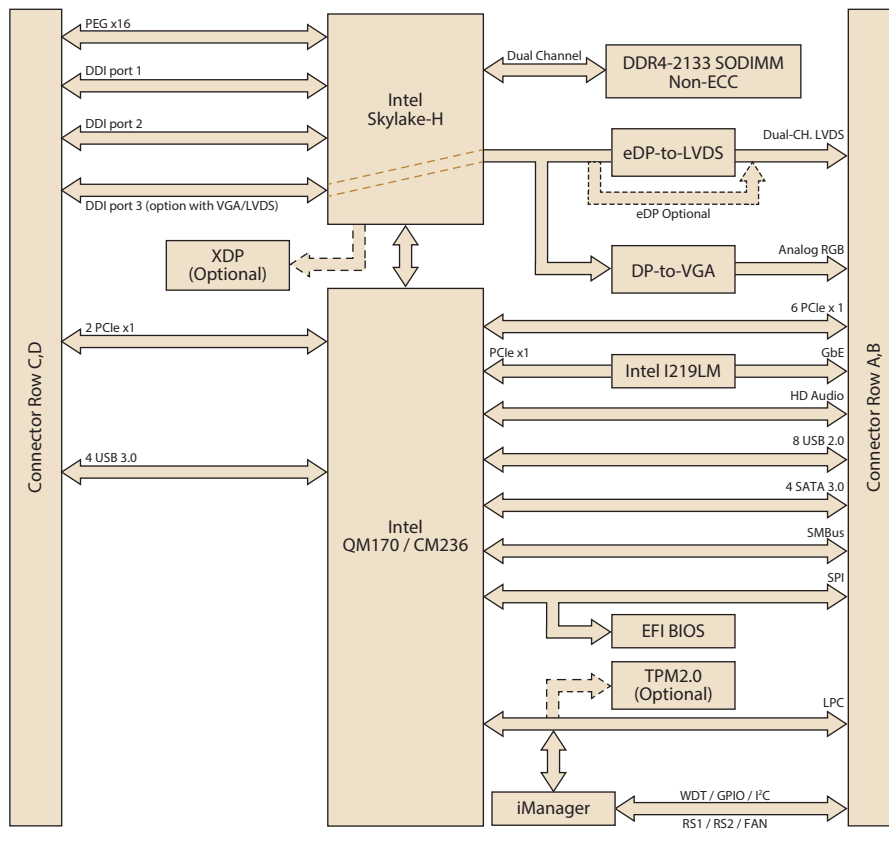 PEG x16
DDI port 1
DDI port 2
DDI port 3 (option with VGA/LVDS)
Connector Row C,D
2 PCIe x1
4 USB 3.0
Intel
Skylake-H
XDP
(Optional)
Intel
QM170 / CM236
Dual Channel
DDR4-2133 SODIMM
Non-ECC
eDP-to-LVDS
Dual-CH. LVDS
eDP Optional
DP-to-VGA
Analog RGB
6 PCIe x 1
PCIe x1
Intel I219LM
GbE
HD Audio
8 USB 2.0
4 SATA 3.0
SMBus
SPI
EFI BIOS
TPM2.0
(Optional)
LPC
iManager
WDT / GPIO / I²C
RS1 / RS2 / FAN
Connector Row A,B